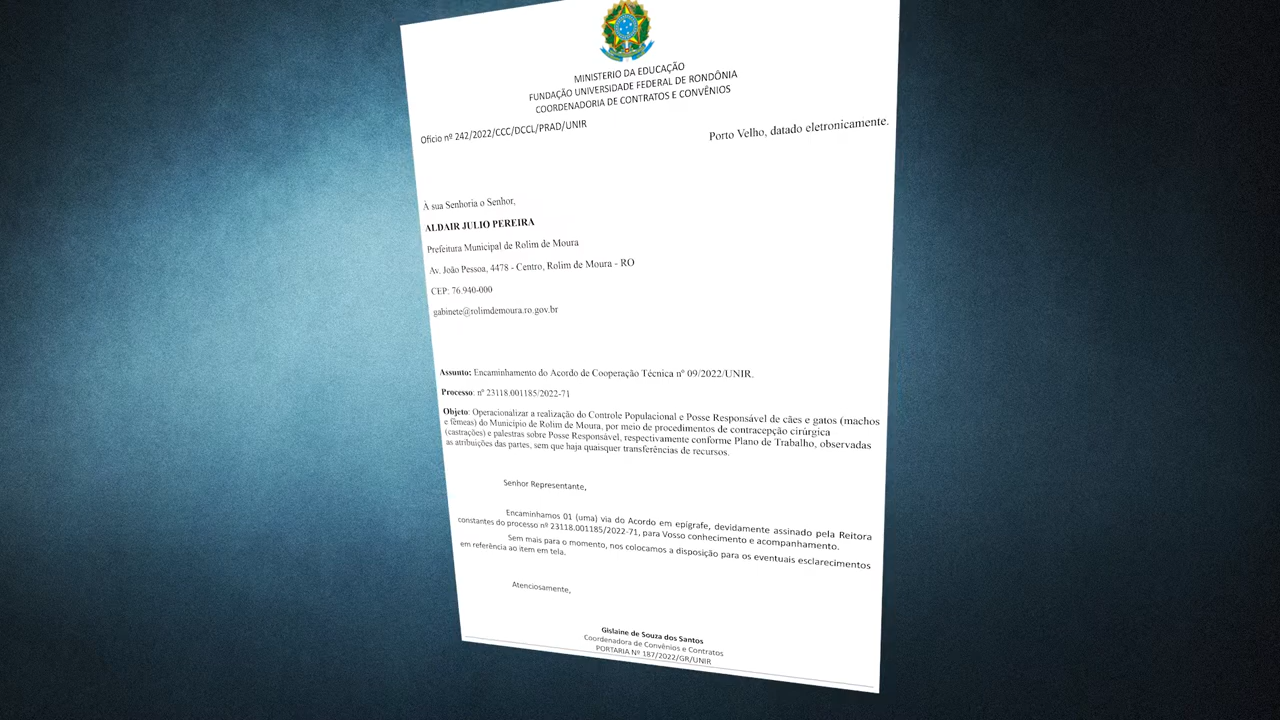 MINISTERIO DA EDUCAÇÃO
FUNDAÇÃO UNIVERSIDADE FEDERAL DE RONDÔNIA
COORDENADORIA DE CONTRATOS E CONVÊNIOS
Ofício nº 242/2022/CCC/DCCL/PRAD/UNIR
Porto Velho, datado eletronicamente.
À sua Senhoria o Senhor,
ALDAIR JULIO PEREIRA
Prefeitura Municipal de Rolim de Moura
Av. João Pessoa, 4478 - Centro, Rolim de Moura - RO
CEP: 76.940-000
gabinete@rolimdemoura.ro.gov.br
Assunto: Encaminhamento do Acordo de Cooperação Técnica nº 09/2022/UNIR.
Processo: nº 23118.001185/2022-71
Objeto: Operacionalizar a realização do Controle Populacional e Posse Responsável de cães e gatos (machos
e fêmeas) do Município de Rolim de Moura, por meio de procedimentos de contracepção cirúrgica
(castrações) e palestras sobre Posse Responsável, respectivamente conforme Plano de Trabalho, observadas
as atribuições das partes, sem que haja quaisquer transferências de recursos.
Senhor Representante,
Encaminhamos 01 (uma) via do Acordo em epígrafe, devidamente assinado pela Reitora
constantes do processo nº 23118.001185/2022-71, para Vosso conhecimento e acompanhamento.
Sem mais para o momento, nos colocamos a disposição para os eventuais esclarecimentos
em referência ao item em tela.
Atenciosamente,
Gislaine de Souza dos Santos
Coordenadora de Convênios e Contratos
PORTARIA Nº 187/2022/GR/UNIR